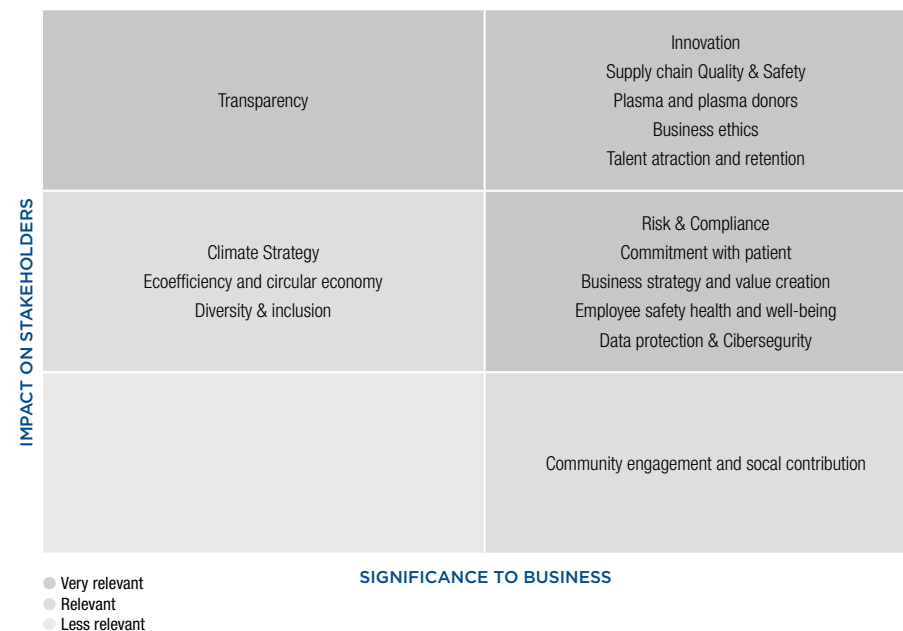 Transparency
Innovation
Supply chain Quality & Safety
Plasma and plasma donors
Business ethics
Talent atraction and retention
IMPACT ON STAKEHOLDERS
Climate Strategy
Ecoefficiency and circular economy
Diversity & inclusion
Risk & Compliance
Commitment with patient
Business strategy and value creation
Employee safety health and well-being
Data protection & Cibersegurity
Community engagement and socal contribution
SIGNIFICANCE TO BUSINESS
Very relevant
Relevant
Less relevant